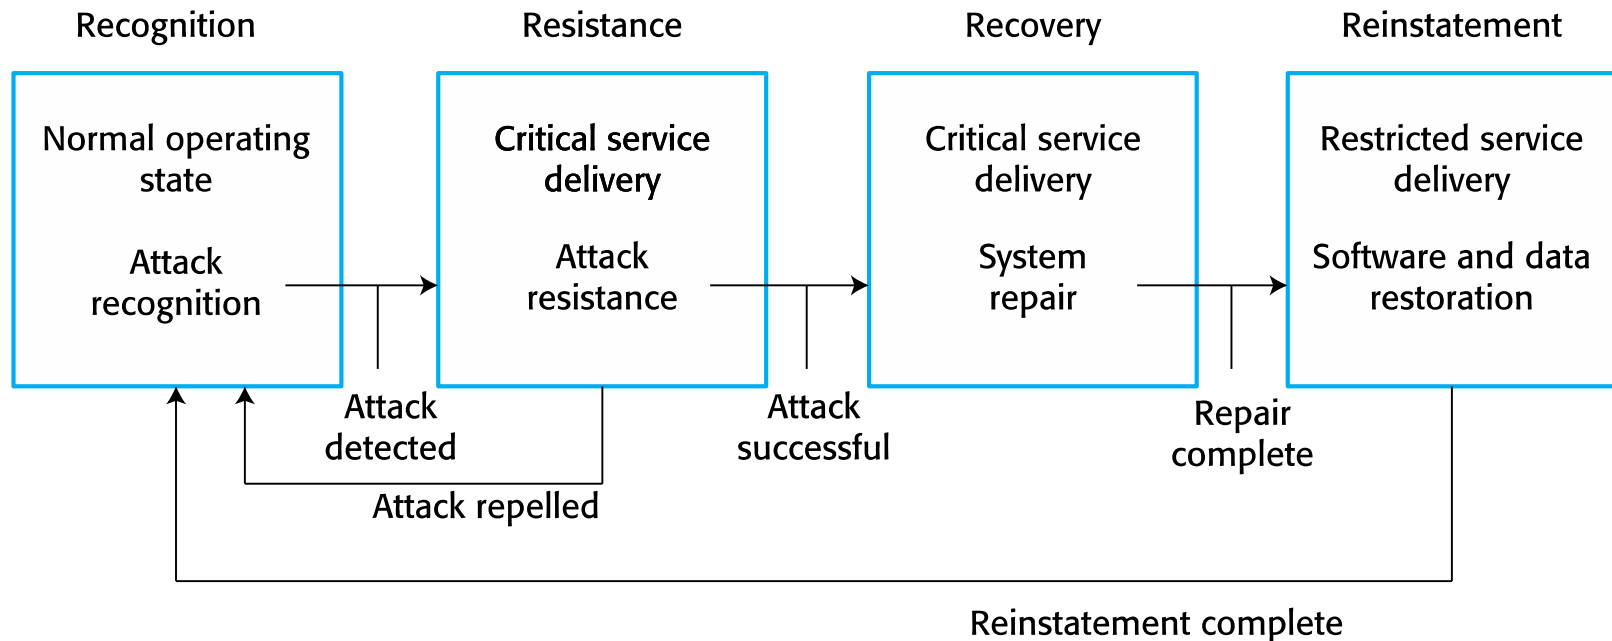 Recognition
Resistance
Recovery
Reinstatement
Normal operating
state
Attack
recognition
Critical service
delivery
Attack
resistance
Critical service
delivery
System
repair
Restricted service
delivery
Software and data
restoration
Attack
detected
Attack
successful
Repair
complete
Attack repelled
Reinstatement complete